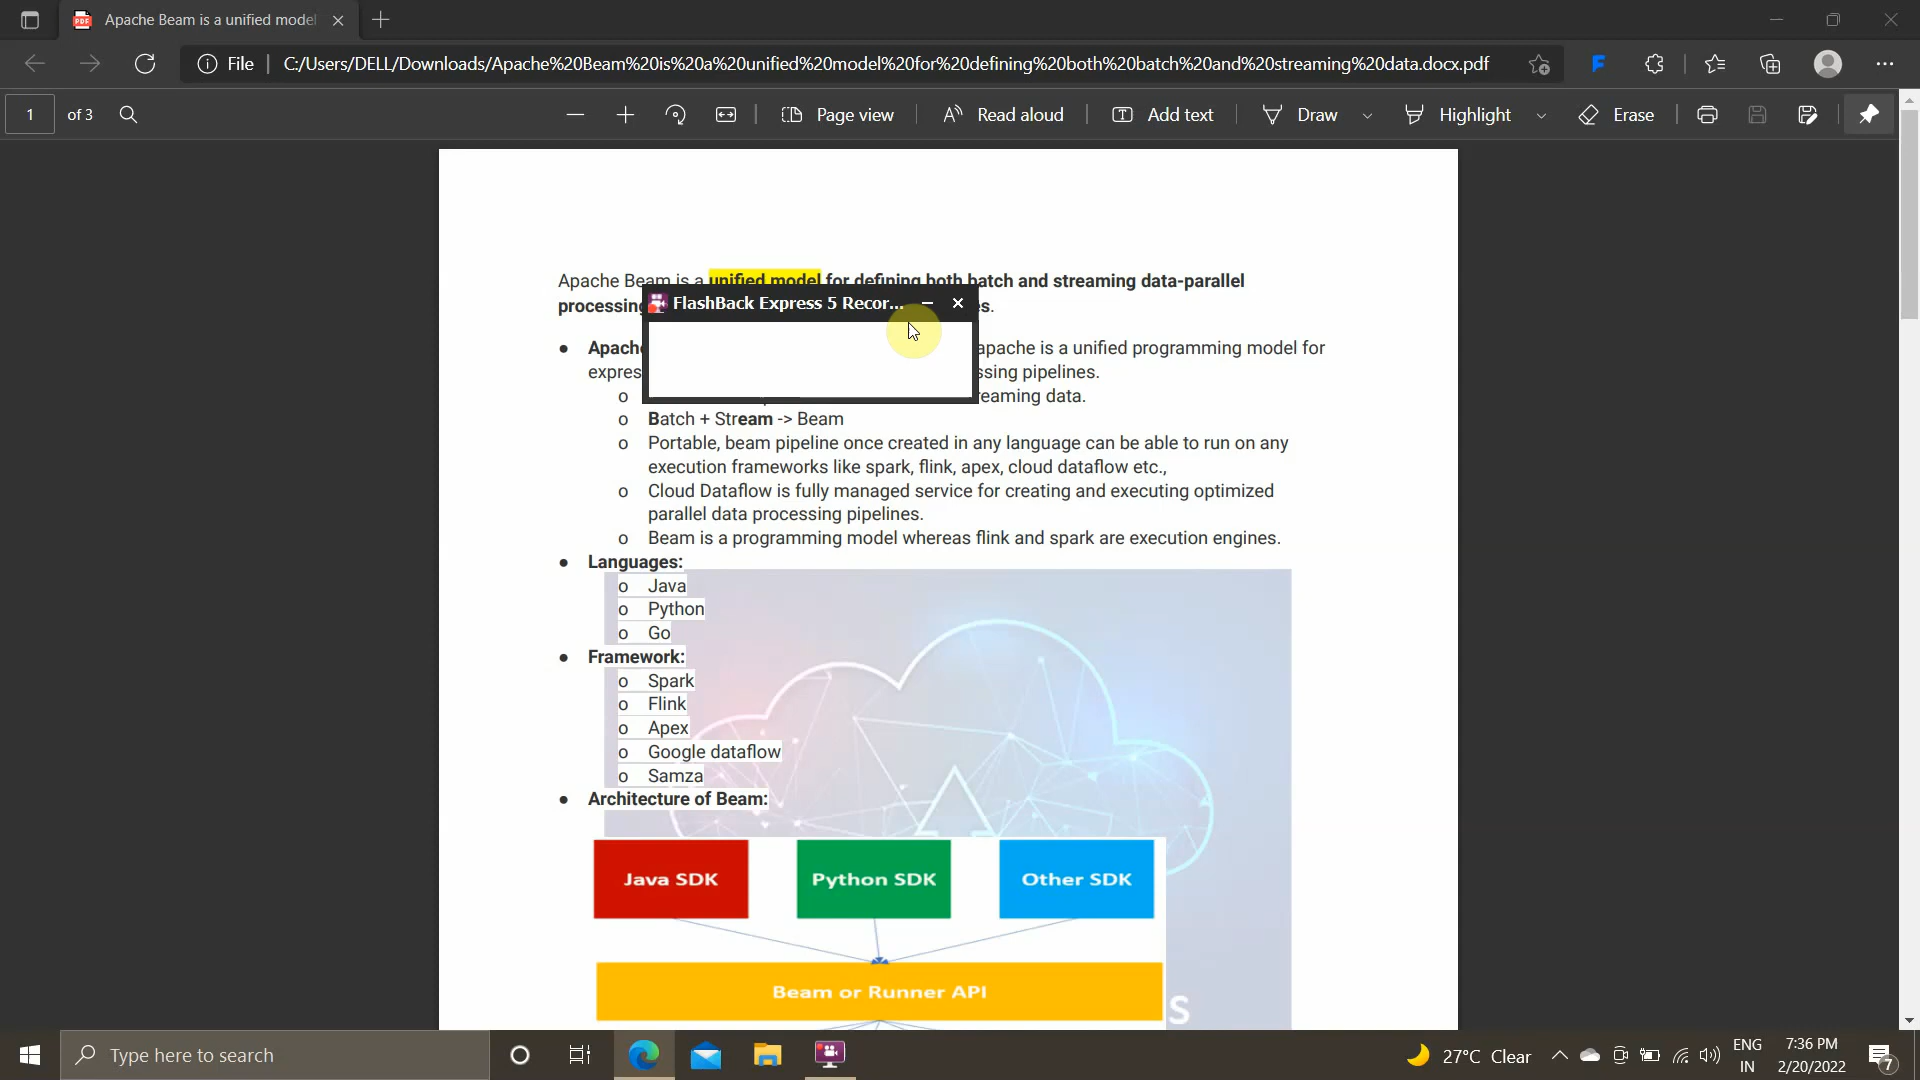 Apache Beam is a unified model
File
C:/Users/DELL/Downloads/Apache%20Beam%20is%20a%20unified%20model%20for%20defining%20both%20batch%20and%20streaming%20data.docx.pdf
1 of 3
Page view
Read aloud
Add text
Draw
Highlight
Erase
Apache Beam is a unified model for defining both batch and streaming data-parallel
processing
FlashBack Express 5 Recor...
s.
Apache
apache is a unified programming model for
expres
ssing pipelines.
o
reaming data.
o Batch + Stream -> Beam
o Portable, beam pipeline once created in any language can be able to run on any
execution frameworks like spark, flink, apex, cloud dataflow etc.,
o Cloud Dataflow is fully managed service for creating and executing optimized
parallel data processing pipelines.
o Beam is a programming model whereas flink and spark are execution engines.
● Languages:
o Java
o Python
o Go
● Framework:
o Spark
o Flink
o Apex
o Google dataflow
o Samza
● Architecture of Beam:
Java SDK
Python SDK
Other SDK
Beam or Runner API
S
Type here to search
27°C Clear
ENG
IN
7:36 PM
2/20/2022
7